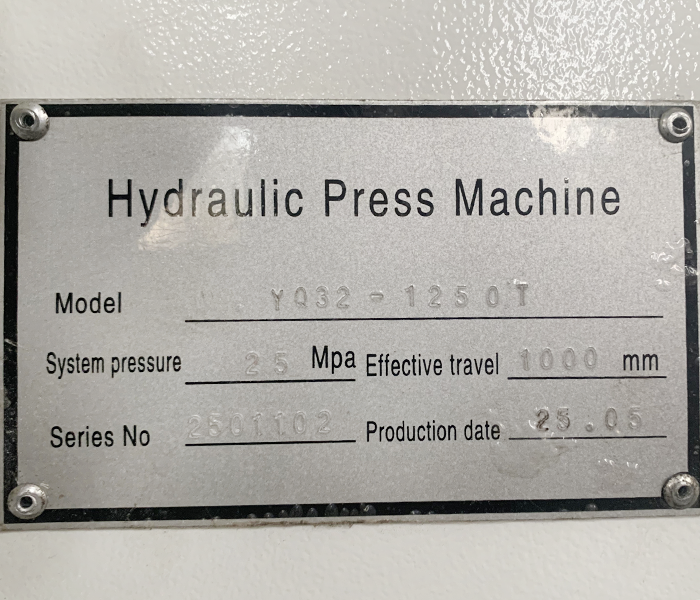 Hydraulic Press Machine
Model YQ32-1250T
System pressure 25 Mpa Effective travel 1000 mm
Series No 2501102 Production date 25.05